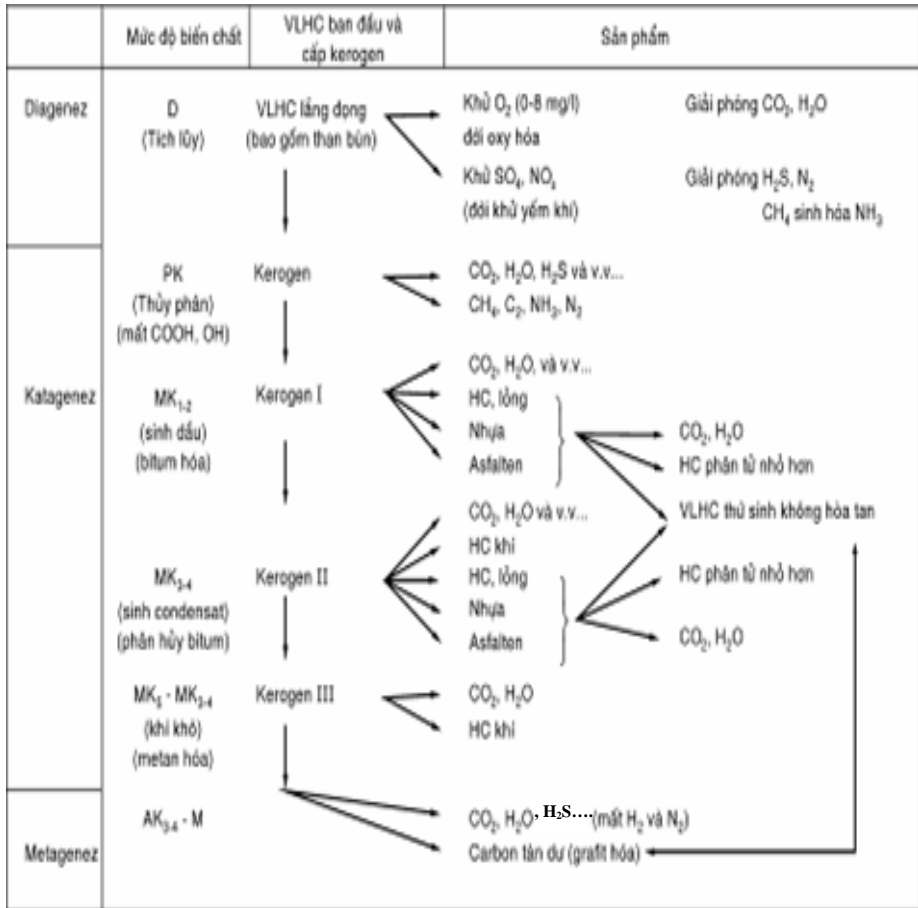 Mức độ biến chất
VLHC ban đầu và
cấp kerogen
Sản phẩm
Diagenez
D
(Tích lũy)
VLHC lắng đọng
(bao gồm than bùn)
Khử O₂ (0-8 mg/l)
đới oxy hóa
Giải phóng CO₂, H₂O
Khử SO₄, NO₄
(đới khử yếm khí)
Giải phóng H₂S, N₂
CH₄ sinh hóa NH₃
Katagenez
PK
(Thủy phân)
(mất COOH, OH)
Kerogen
CO₂, H₂O, H₂S và v.v...
CH₄, C₂, NH₃, N₂
MK₁₋₂
(sinh dầu)
(bitum hóa)
Kerogen I
CO₂, H₂O, và v.v...
HC, lỏng
Nhựa
Asfalten
CO₂, H₂O
HC phân tử nhỏ hơn
VLHC thứ sinh không hòa tan
MK₃₋₄
(sinh condensat)
(phân hủy bitum)
Kerogen II
CO₂, H₂O và v.v...
HC khí
HC, lỏng
Nhựa
Asfalten
HC phân tử nhỏ hơn
CO₂, H₂O
MK₅ - MK₃₋₄
(khí khô)
(metan hóa)
Kerogen III
CO₂, H₂O
HC khí
Metagenez
AK₃₋₄ - M
CO₂, H₂O, H₂S.... (mất H₂ và N₂)
Carbon tàn dư (grafit hóa)